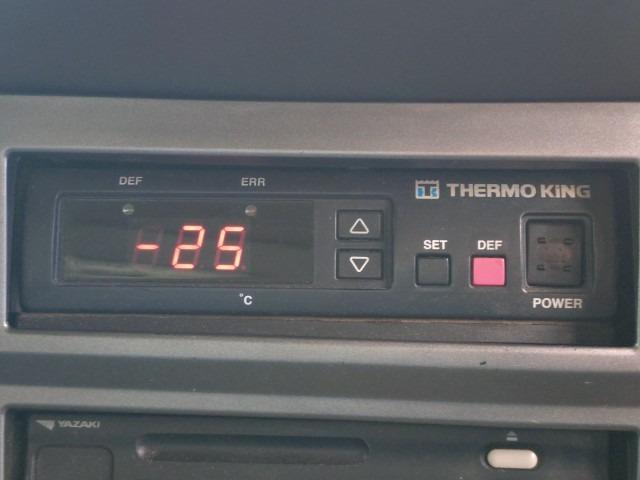 DEF ERR
THERMO KING
-25
SET DEF
°C
POWER
YAZAKI